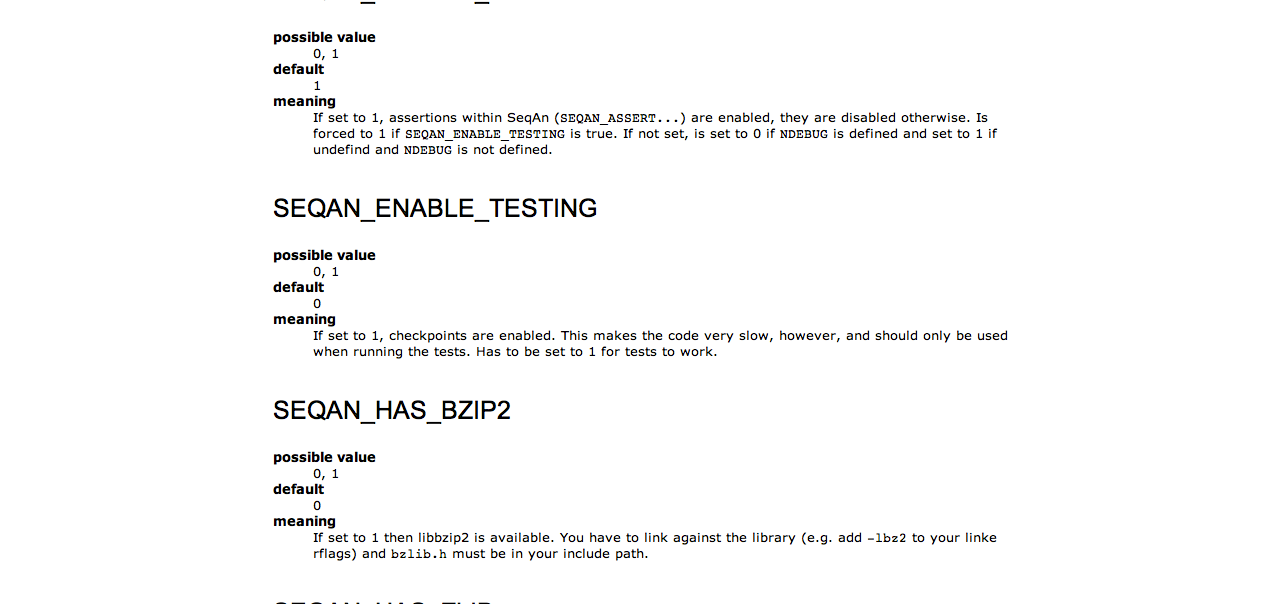 possible value
0, 1
default
1
meaning
If set to 1, assertions within SeqAn (SEQAN_ASSERT...) are enabled, they are disabled otherwise. Is
forced to 1 if SEQAN_ENABLE_TESTING is true. If not set, is set to 0 if NDEBUG is defined and set to 1 if
undefind and NDEBUG is not defined.
SEQAN_ENABLE_TESTING
possible value
0, 1
default
0
meaning
If set to 1, checkpoints are enabled. This makes the code very slow, however, and should only be used
when running the tests. Has to be set to 1 for tests to work.
SEQAN_HAS_BZIP2
possible value
0, 1
default
0
meaning
If set to 1 then libbzip2 is available. You have to link against the library (e.g. add -lbz2 to your linke
rflags) and bzlib.h must be in your include path.